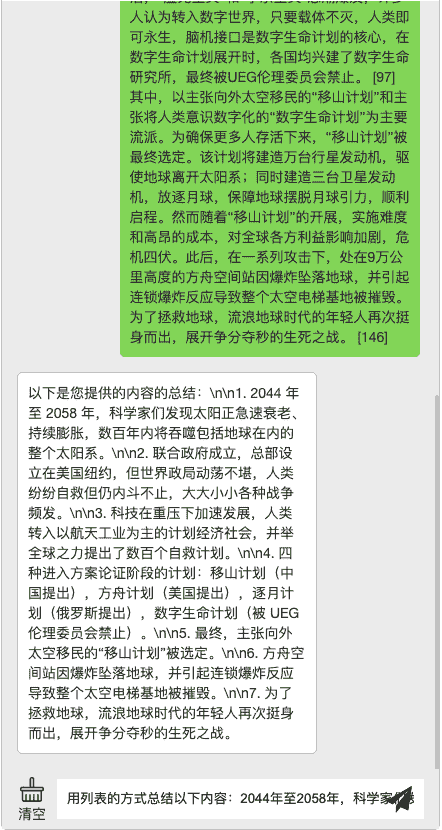 人认为转入数字世界，只要载体不灭，人类即
可永生，脑机接口是数字生命计划的核心，在
数字生命计划展开时，各国均兴建了数字生命
研究所，最终被UEG伦理委员会禁止。 [97]
其中，以主张向外太空移民的“移山计划”和主
张将人类意识数字化的“数字生命计划”为主要
流派。为确保更多人存活下来，“移山计划”被
最终选定。该计划将建造万台行星发动机，驱
使地球离开太阳系；同时建造三台卫星发动
机，放逐月球，保障地球摆脱月球引力，顺利
启程。然而随着“移山计划”的开展，实施难度
和高昂的成本，对全球各方利益影响加剧，危
机四伏。此后，在一系列攻击下，处在9万公
里高度的方舟空间站因爆炸坠落地球，并引起
连锁爆炸反应导致整个太空电梯基地被摧毁。
为了拯救地球，流浪地球时代的年轻人再次挺
身而出，展开争分夺秒的生死之战。 [146]
以下是您提供的内容的总结：\n\n1. 2044 年
至 2058 年，科学家们发现太阳正急速衰老、
持续膨胀，数百年内将吞噬包括地球在内的
整个太阳系。\n\n2. 联合政府成立，总部设
立在美国纽约，但世界政局动荡不堪，人类
纷纷自救但仍内斗不止，大大小小各种战争
频发。\n\n3. 科技在重压下加速发展，人类
转入以航天工业为主的计划经济社会，并举
全球之力提出了数百个自救计划。\n\n4. 四
种进入方案论证阶段的计划：移山计划（中
国提出），方舟计划（美国提出），逐月计
划（俄罗斯提出），数字生命计划（被 UEG
伦理委员会禁止）。\n\n5. 最终，主张向外
太空移民的“移山计划”被选定。\n\n6. 方舟空
间站因爆炸坠落地球，并引起连锁爆炸反应
导致整个太空电梯基地被摧毁。\n\n7. 为了
拯救地球，流浪地球时代的年轻人再次挺身
而出，展开争分夺秒的生死之战。
用列表的方式总结以下内容：2044年至2058年，科学家
清空